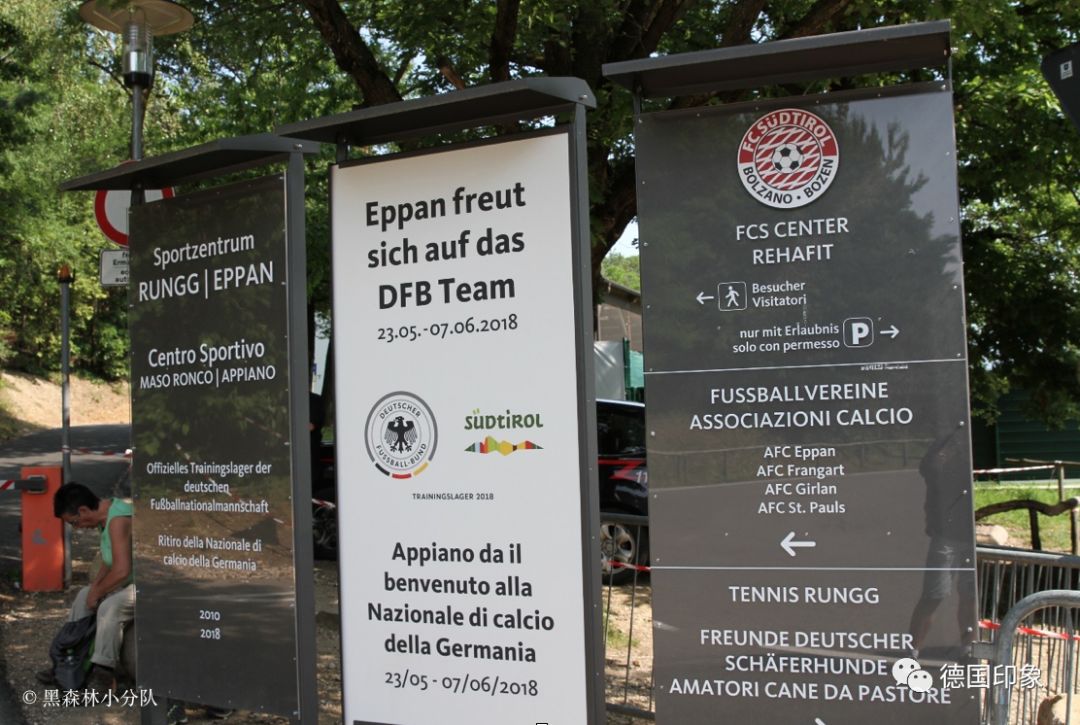 Sportzentrum
RUNGG | EPPAN
Centro Sportivo
MASO RONCO | APPIANO
Offizielles Trainingslager der
deutschen
Fußballnationalmannschaft
Ritiro della Nazionale di
calcio della Germania
2010
2018
Eppan freut
sich auf das
DFB Team
23.05.-07.06.2018
DEUTSCHER
FUSSBALL-BUND
SÜDTIROL
TRAININGSLAGER 2018
Appiano da il
benvenuto alla
Nazionale di calcio
della Germania
23/05 - 07/06/2018
FC SÜDTIROL
BOLZANO • BOZEN
FCS CENTER
REHAFIT
Besucher
Visitatori
nur mit Erlaubnis
solo con permesso
P
FUSSBALLVEREINE
ASSOCIAZIONI CALCIO
AFC Eppan
AFC Frangart
AFC Girlan
AFC St. Pauls
TENNIS RUNGG
FREUNDE DEUTSCHER
SCHÄFERHUNDE
AMATORI CANE DA PASTORE
© 黑森林小分队
德国印象